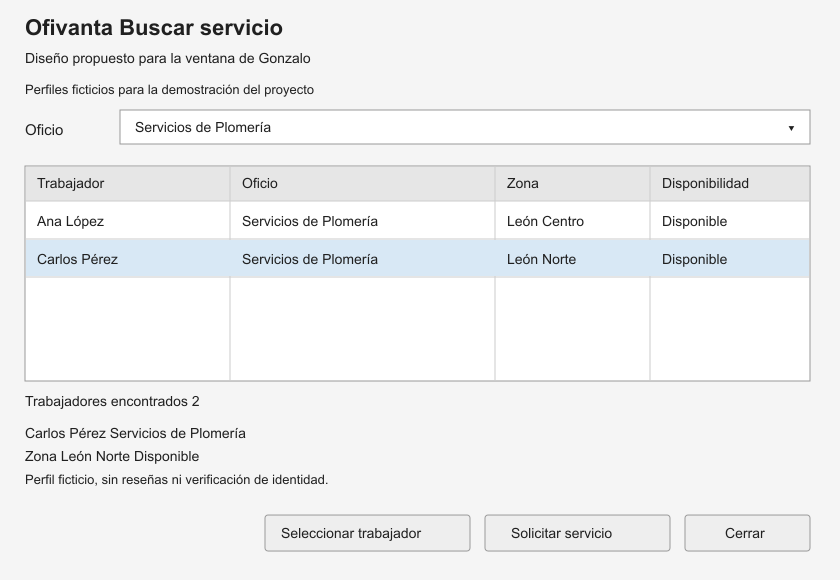 Ofivanta Buscar servicio
Diseño propuesto para la ventana de Gonzalo
Perfiles ficticios para la demostración del proyecto
Oficio Servicios de Plomería ▾
Trabajador Oficio Zona Disponibilidad
Ana López Servicios de Plomería León Centro Disponible
Carlos Pérez Servicios de Plomería León Norte Disponible
Trabajadores encontrados 2
Carlos Pérez Servicios de Plomería
Zona León Norte Disponible
Perfil ficticio, sin reseñas ni verificación de identidad.
Seleccionar trabajador Solicitar servicio Cerrar